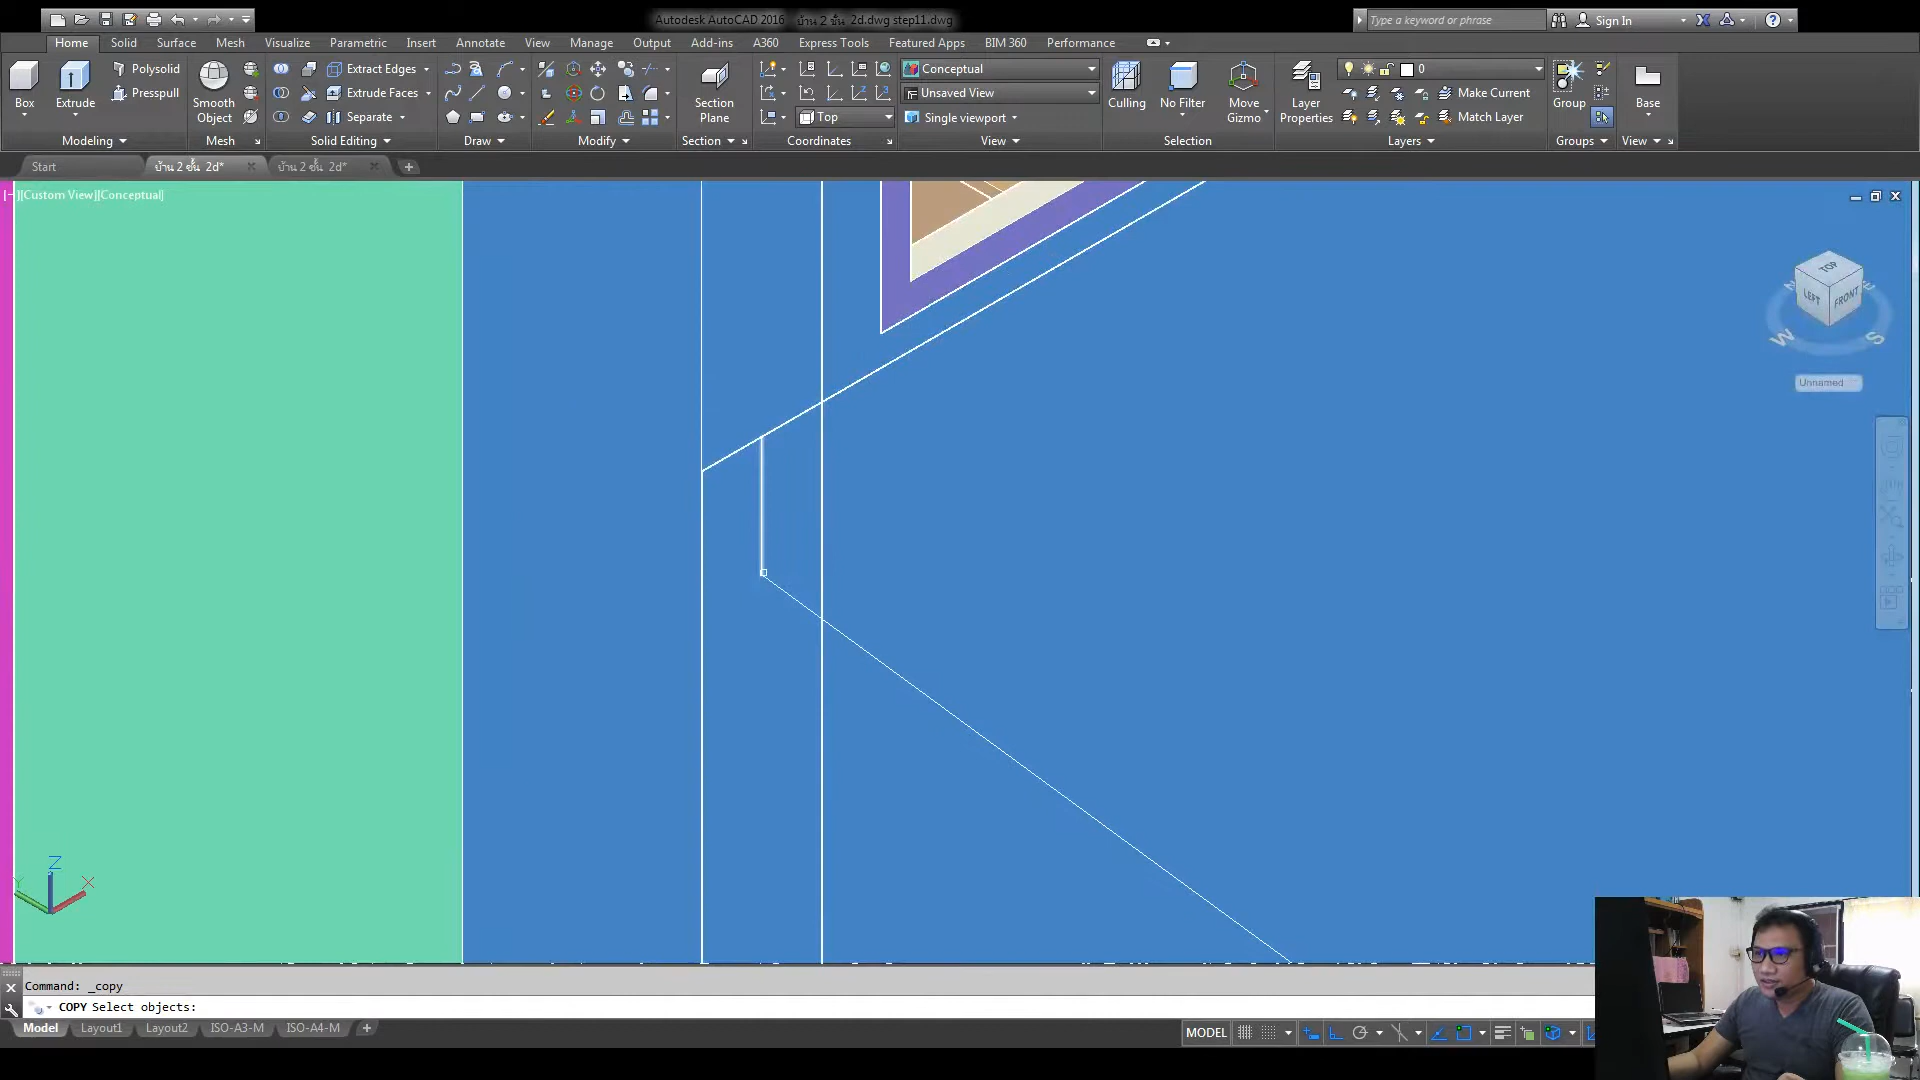 Autodesk AutoCAD 2016 บ้าน 2 ชั้น 2d.dwg step11.dwg
Type a keyword or phrase
Sign In
Home Solid Surface Mesh Visualize Parametric Insert Annotate View Manage Output Add-ins A360 Express Tools Featured Apps BIM 360 Performance
Box
Extrude
Polysolid
Presspull
Modeling
Smooth Object
Mesh
Extract Edges
Extrude Faces
Separate
Solid Editing
Draw
Modify
Section Plane
Section
Top
Coordinates
Conceptual
Unsaved View
Single viewport
View
Culling
No Filter
Move Gizmo
Selection
Layer Properties
0
Make Current
Match Layer
Layers
Group
Groups
Base
View
Start
บ้าน 2 ชั้น 2d*
บ้าน 2 ชั้น 2d*
[-][Custom View][Conceptual]
TOP
LEFT
FRONT
W
S
N
E
Unnamed
Z
Y
X
Command: _copy
COPY Select objects:
Model Layout1 Layout2 ISO-A3-M ISO-A4-M
MODEL